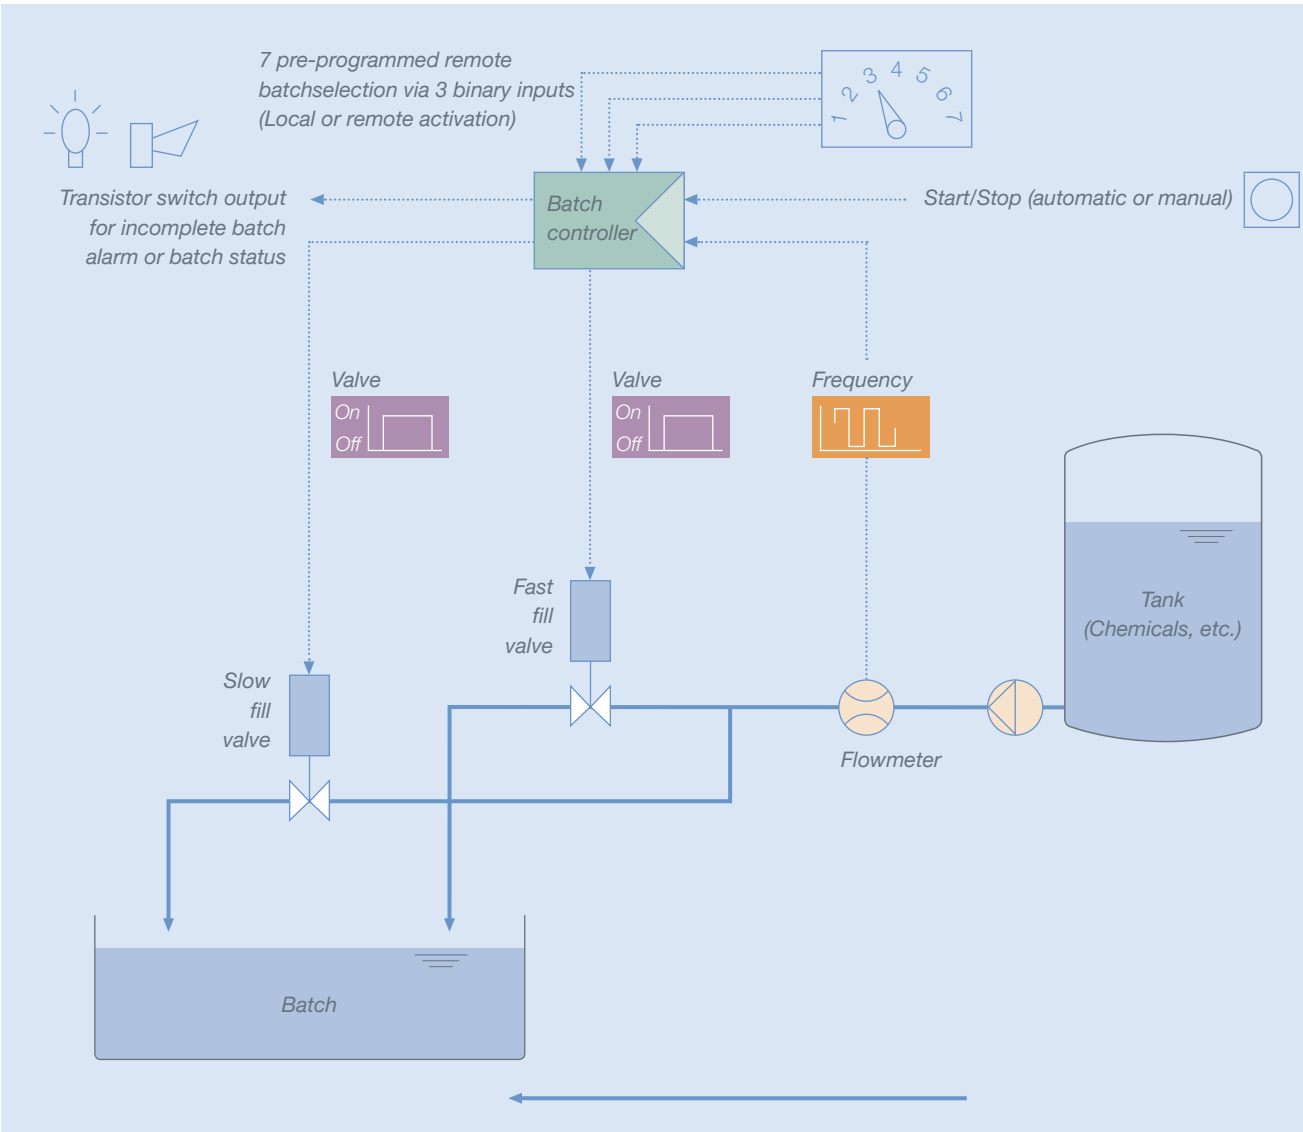 7 pre-programmed remote
batchselection via 3 binary inputs
(Local or remote activation)
1 2 3 4 5 6 7
Transistor switch output
for incomplete batch
alarm or batch status
Batch
controller
Start/Stop (automatic or manual)
Valve
On
Off
Valve
On
Off
Frequency
Fast
fill
valve
Tank
(Chemicals, etc.)
Slow
fill
valve
Flowmeter
Batch